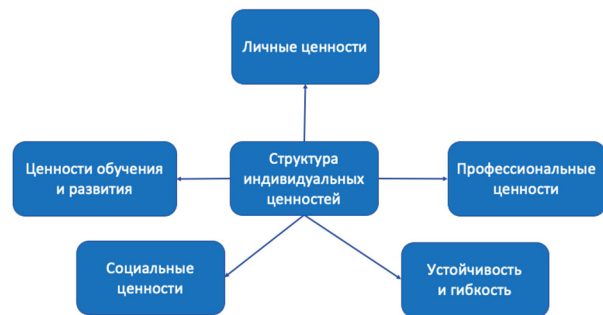 Личные ценности
Ценности обучения
и развития
Структура
индивидуальных
ценностей
Профессиональные
ценности
Социальные
ценности
Устойчивость
и гибкость